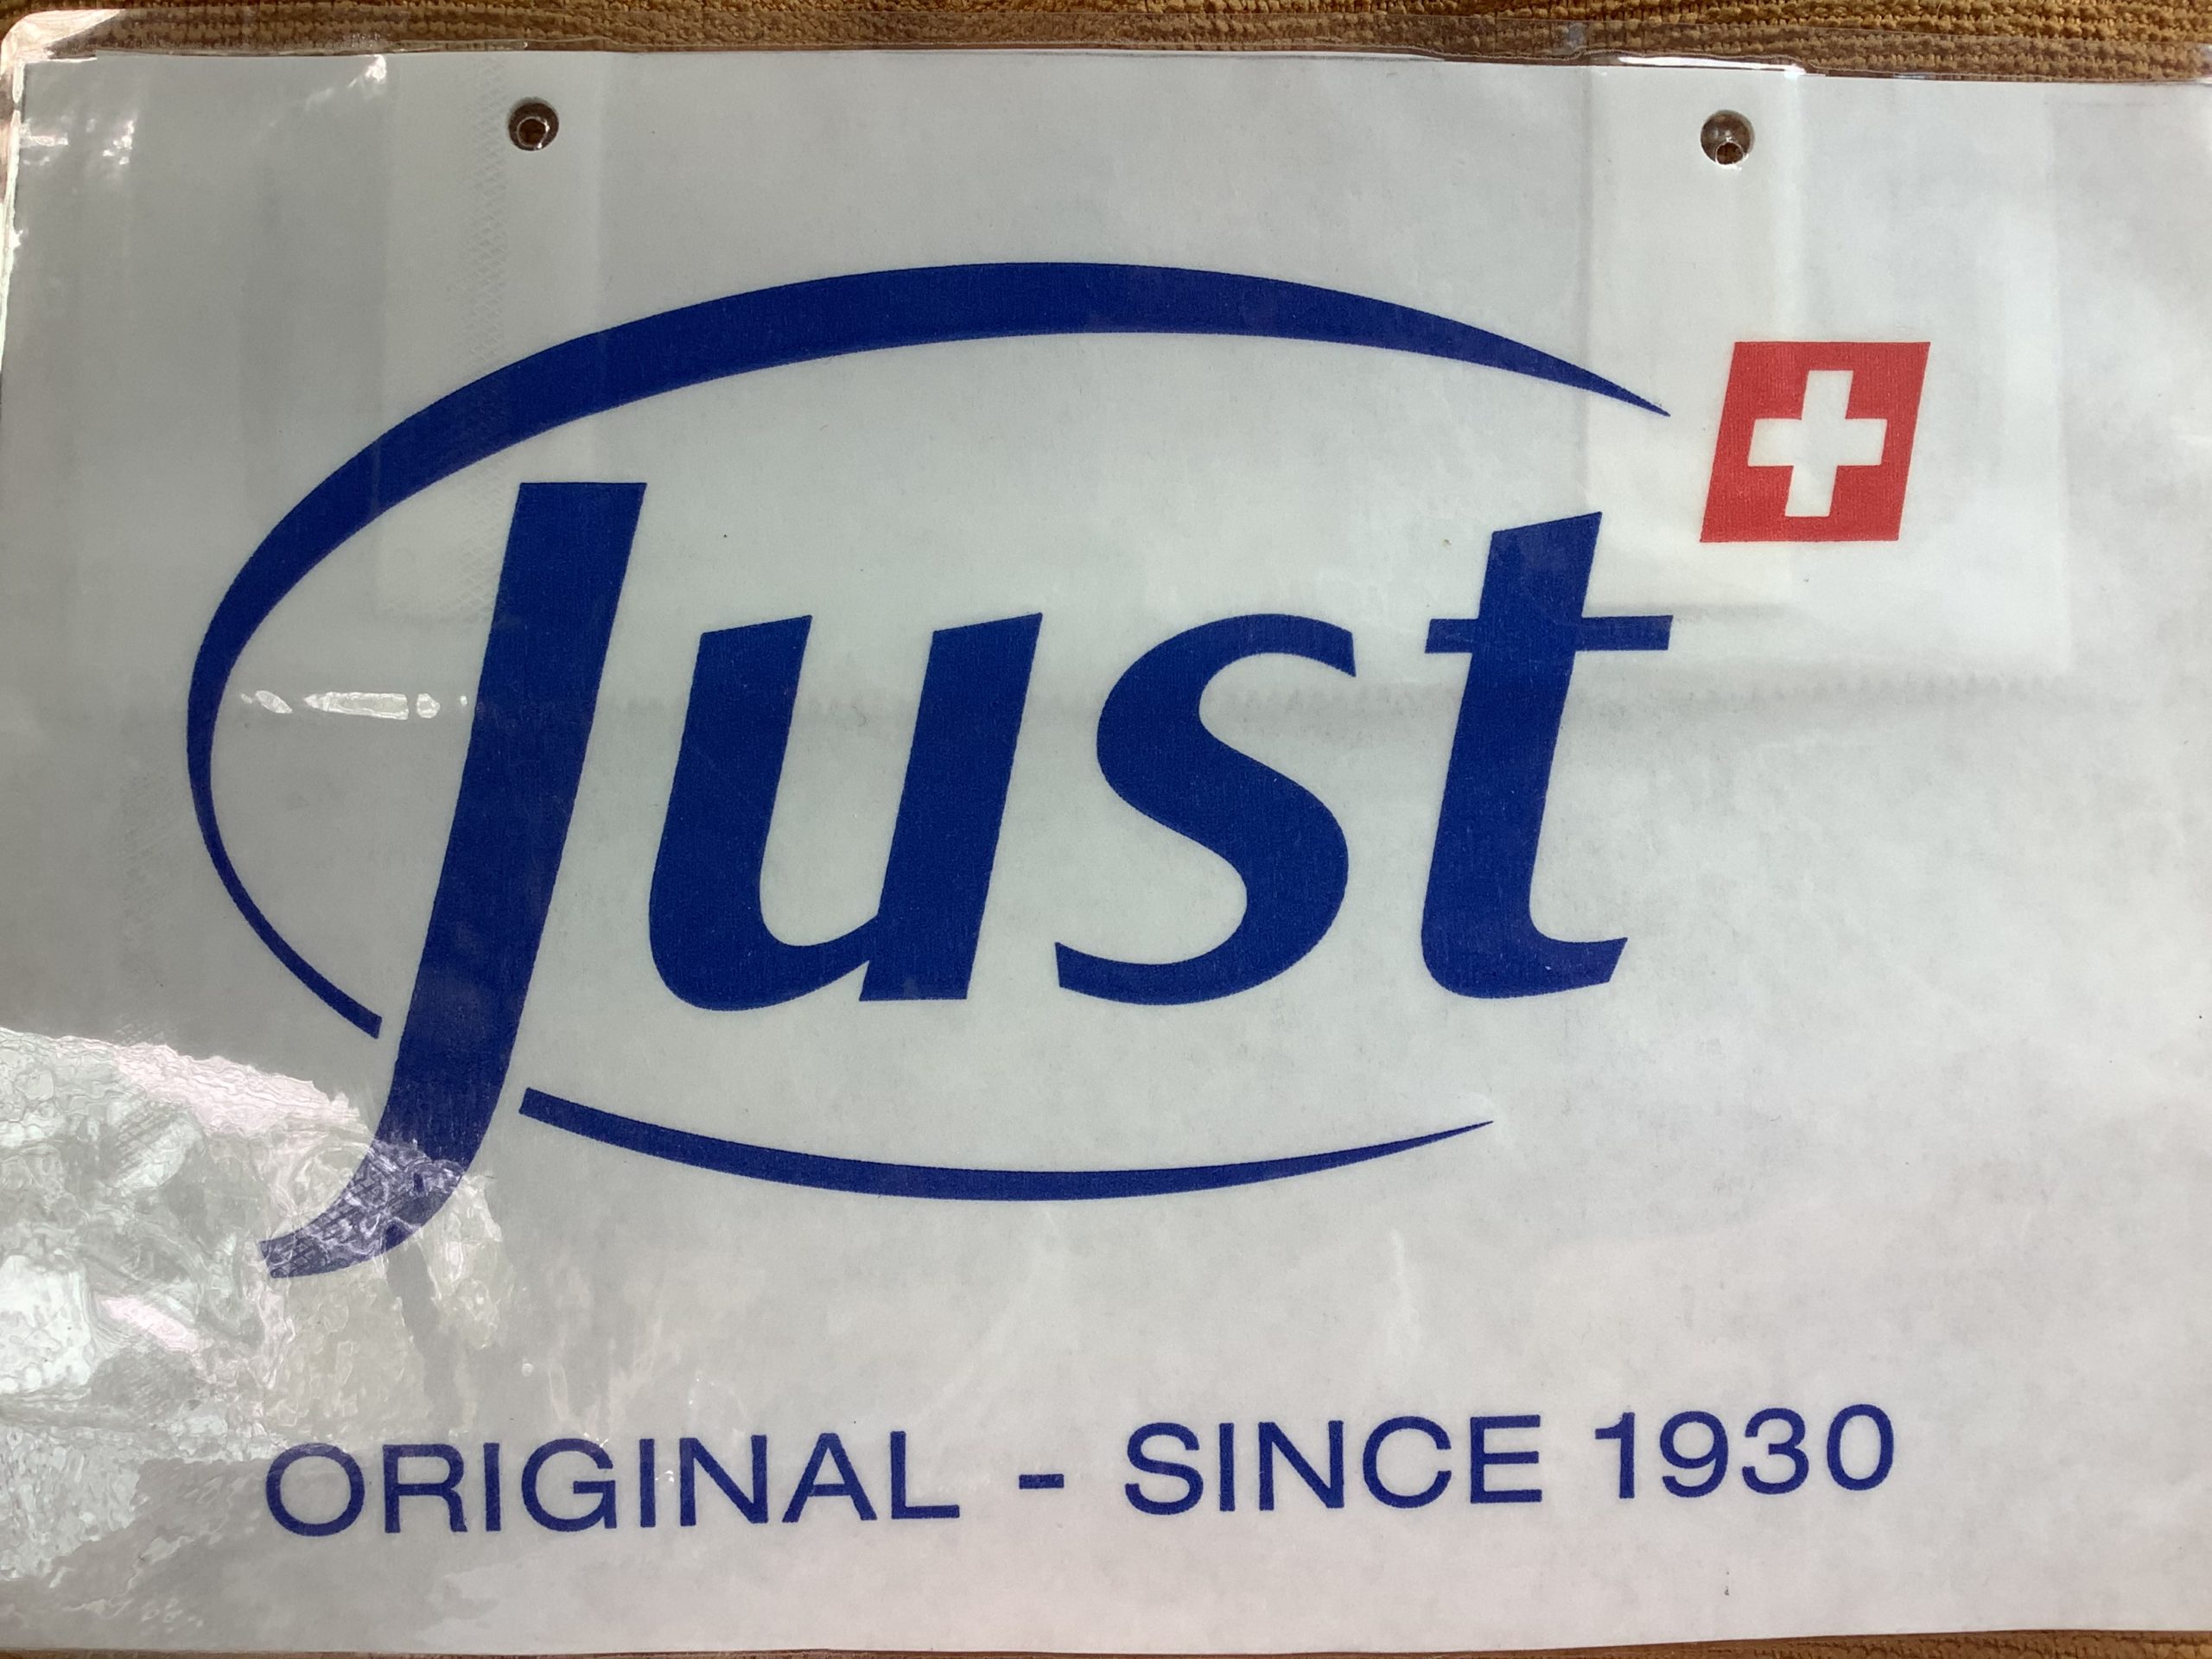 Just
ORIGINAL - SINCE 1930